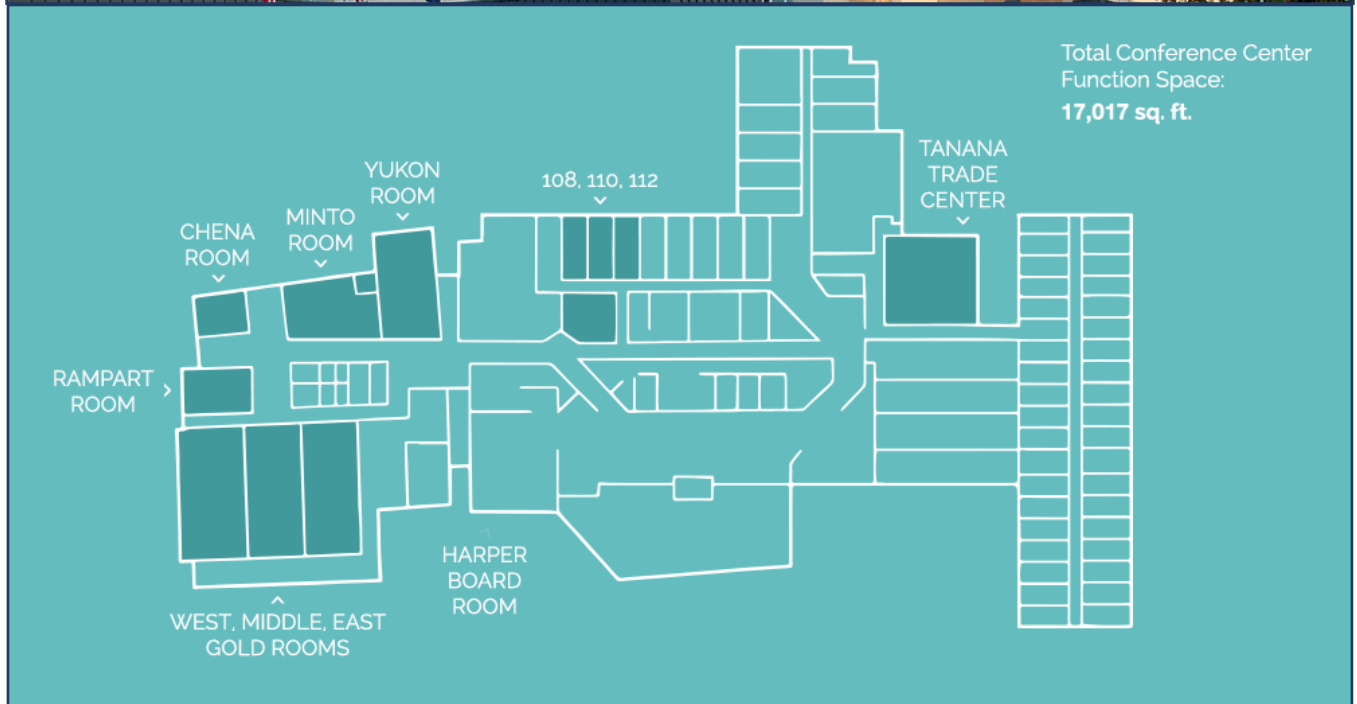 Total Conference Center
Function Space:
17,017 sq. ft.
TANANA
TRADE
CENTER
YUKON
ROOM
108, 110, 112
MINTO
ROOM
CHENA
ROOM
RAMPART
ROOM
HARPER
BOARD
ROOM
WEST, MIDDLE, EAST
GOLD ROOMS